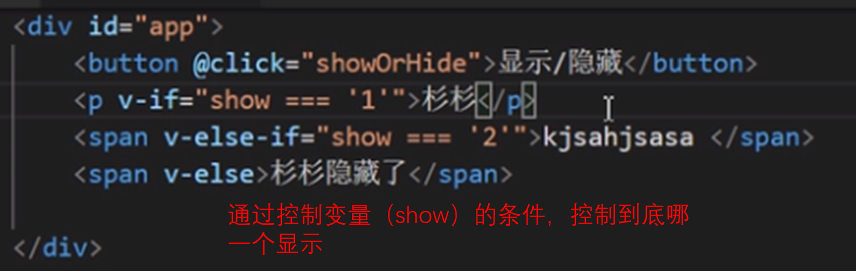 <div id="app">
<button @click="showOrHide">显示/隐藏</button>
<p v-if="show === '1'">杉杉</p>
<span v-else-if="show === '2'">kjsahjsasa </span>
<span v-else>杉杉隐藏了</span>
通过控制变量（show）的条件，控制到底哪
一个显示
</div>